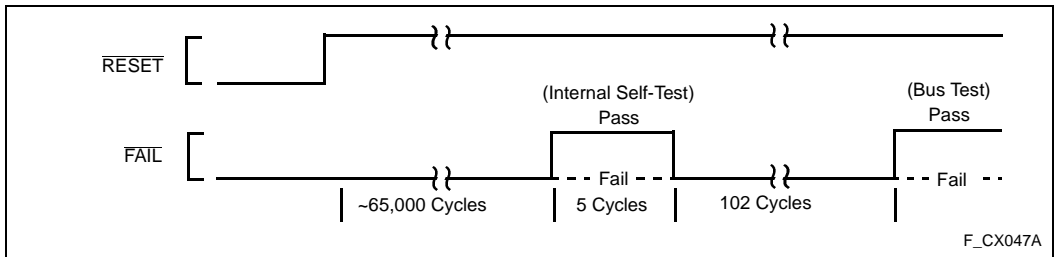 RESET
(Internal Self-Test)
Pass
(Bus Test)
Pass
FAIL
Fail
Fail
~65,000 Cycles
5 Cycles
102 Cycles
F_CX047A